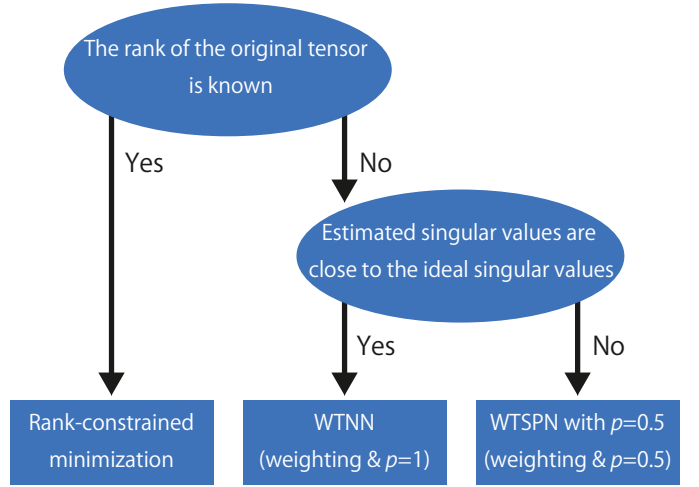 The rank of the original tensor
is known
Yes
No
Estimated singular values are
close to the ideal singular values
Yes
No
Rank-constrained
minimization
WTNN
(weighting & p=1)
WTSPN with p=0.5
(weighting & p=0.5)